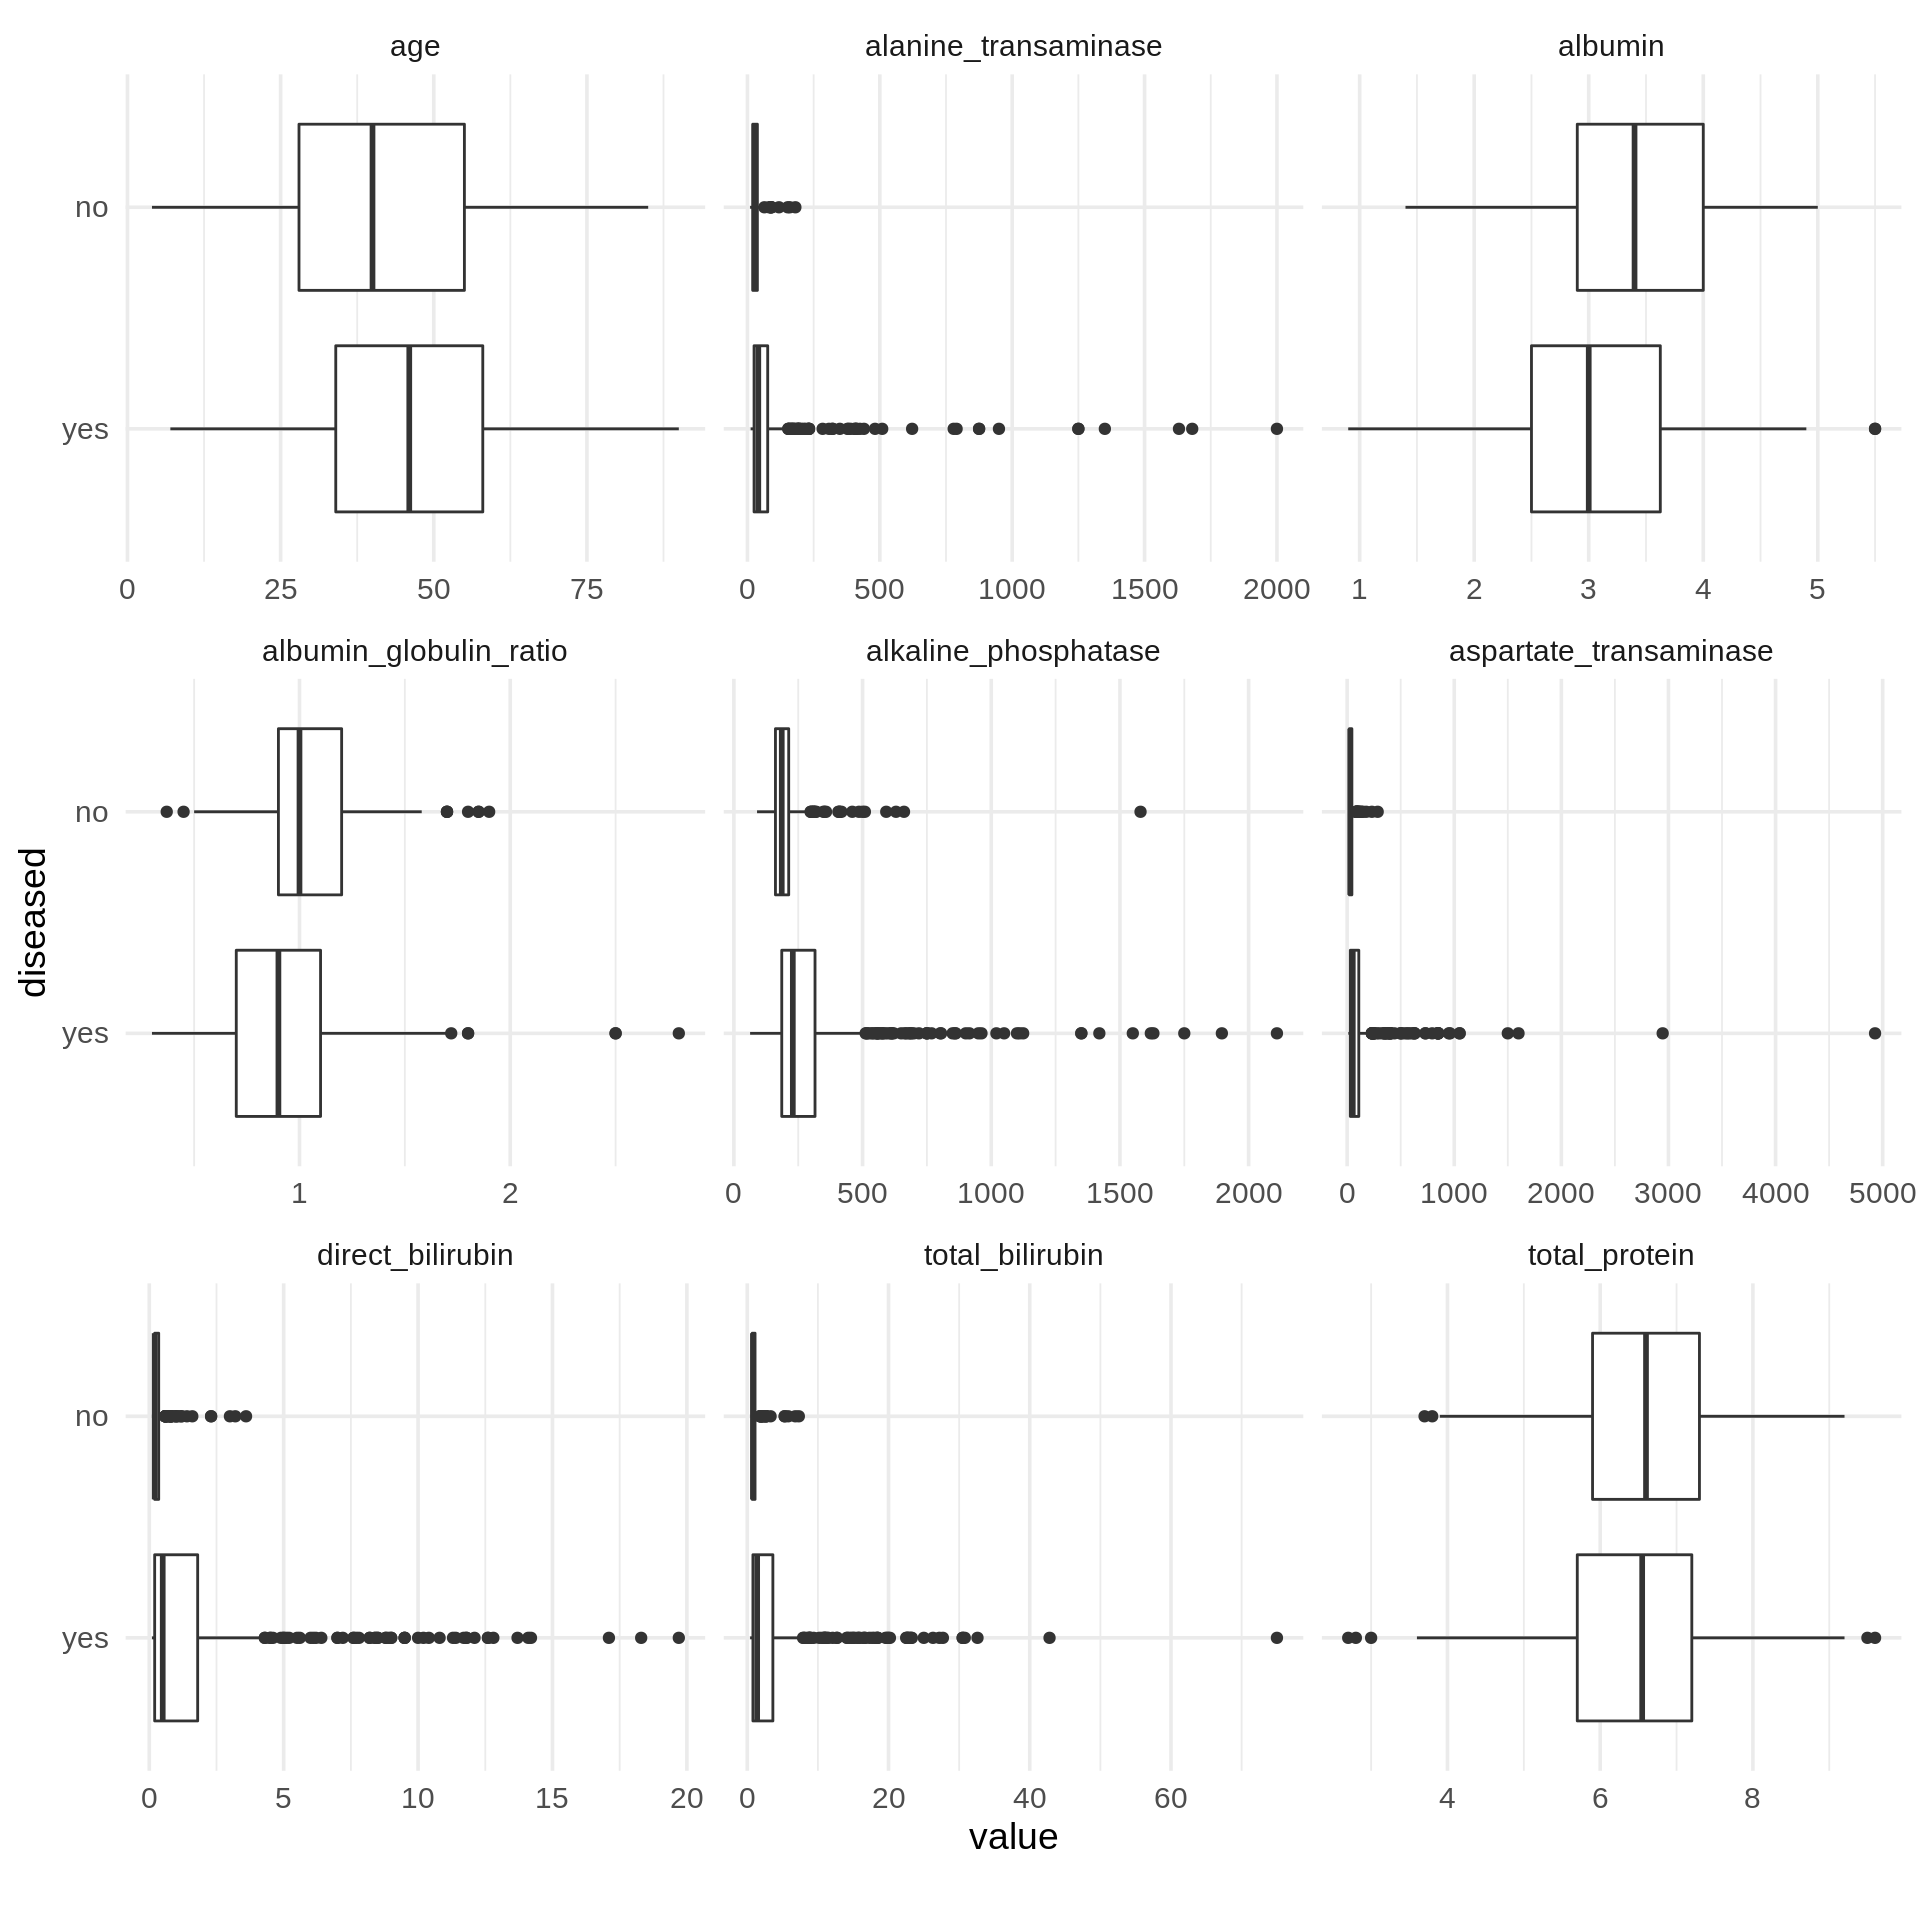 age
alanine_transaminase
albumin
no
yes
0 25 50 75
0 500 1000 1500 2000
1 2 3 4 5
albumin_globulin_ratio
alkaline_phosphatase
aspartate_transaminase
diseased
no
yes
1 2
0 500 1000 1500 2000
0 1000 2000 3000 4000 5000
direct_bilirubin
total_bilirubin
total_protein
no
yes
0 5 10 15 20
0 20 40 60
4 6 8
value